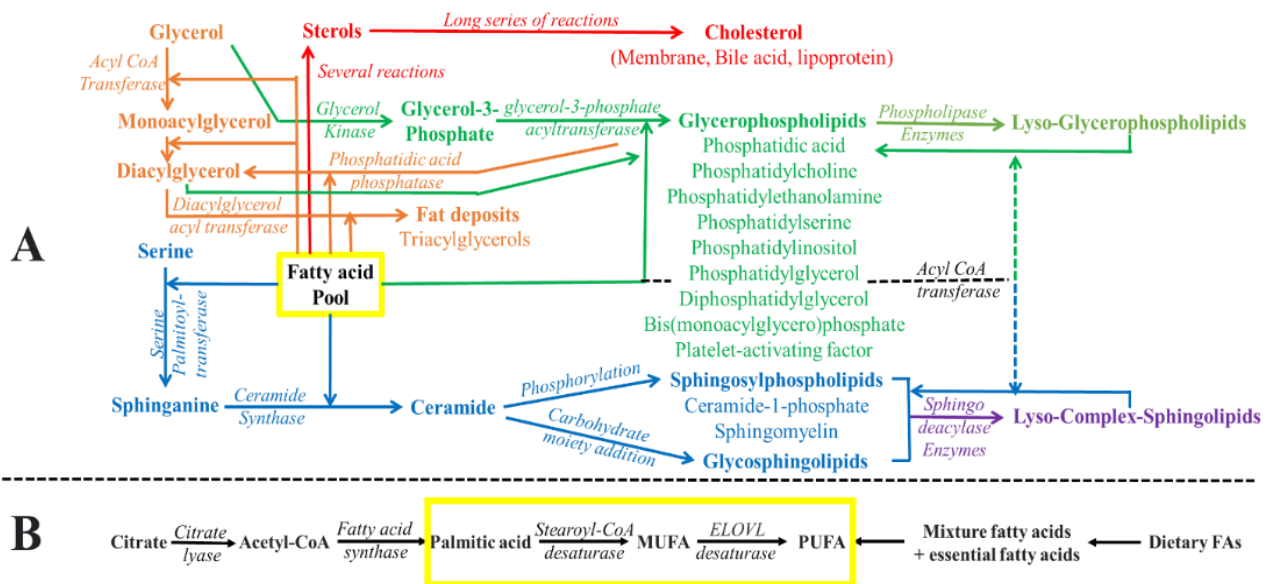 Glycerol
Sterols
Long series of reactions
Cholesterol
(Membrane, Bile acid, lipoprotein)
Acyl CoA
Transferase
Several reactions
Monoacylglycerol
Glycerol
Kinase
Glycerol-3-
Phosphate
glycerol-3-phosphate
acyltransferase
Glycerophospholipids
Phospholipase
Enzymes
Lyso-Glycerophospholipids
Phosphatidic acid
Phosphatidylcholine
Phosphatidylethanolamine
Phosphatidylserine
Phosphatidylinositol
Phosphatidylglycerol
Diphosphatidylglycerol
Bis(monoacylglycero)phosphate
Platelet-activating factor
Diacylglycerol
Phosphatidic acid
phosphatase
Diacylglycerol
acyl transferase
Fat deposits
Triacylglycerols
A
Serine
Fatty acid
Pool
Acyl CoA
transferase
Serine
Palmitoyl-
transferase
Sphinganine
Ceramide
Synthase
Ceramide
Phosphorylation
Carbohydrate
moiety addition
Sphingosylphospholipids
Ceramide-1-phosphate
Sphingomyelin
Glycosphingolipids
Sphingo
deacylase
Enzymes
Lyso-Complex-Sphingolipids
B
Citrate
Citrate
lyase
Acetyl-CoA
Fatty acid
synthase
Palmitic acid
Stearoyl-CoA
desaturase
MUFA
ELOVL
desaturase
PUFA
Mixture fatty acids
+ essential fatty acids
Dietary FAs